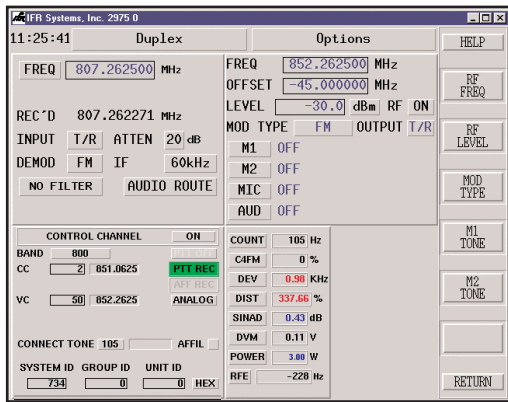 IFR Systems, Inc. 2975 0
11:25:41 Duplex Options
FREQ 807.262500 MHz
REC'D 807.262271 MHz
INPUT T/R ATTEN 20 dB
DEMOD FM IF 60kHz
NO FILTER AUDIO ROUTE
FREQ 852.262500 MHz
OFFSET -45.000000 MHz
LEVEL -30.0 dBm RF ON
MOD TYPE FM OUTPUT T/R
M1 OFF
M2 OFF
MIC OFF
AUD OFF
CONTROL CHANNEL ON
BAND 800
CC 2 851.0625 PTT REC
AFF REC
VC 50 852.2625 ANALOG
CONNECT TONE 105 AFFIL
SYSTEM ID GROUP ID UNIT ID
734 0 0 HEX
COUNT 105 Hz
C4FM 0 %
DEV 0.98 KHz
DIST 337.66 %
SINAD 0.43 dB
DVM 0.11 V
POWER 3.00 W
RFE -228 Hz
HELP
RF
FREQ
RF
LEVEL
MOD
TYPE
M1
TONE
M2
TONE
RETURN